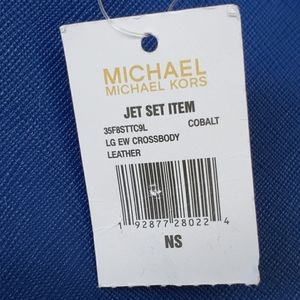 MICHAEL
MICHAEL KORS
JET SET ITEM
35F8STTC9L COBALT
LG EW CROSSBODY
LEATHER
1 92877 28022 4
NS